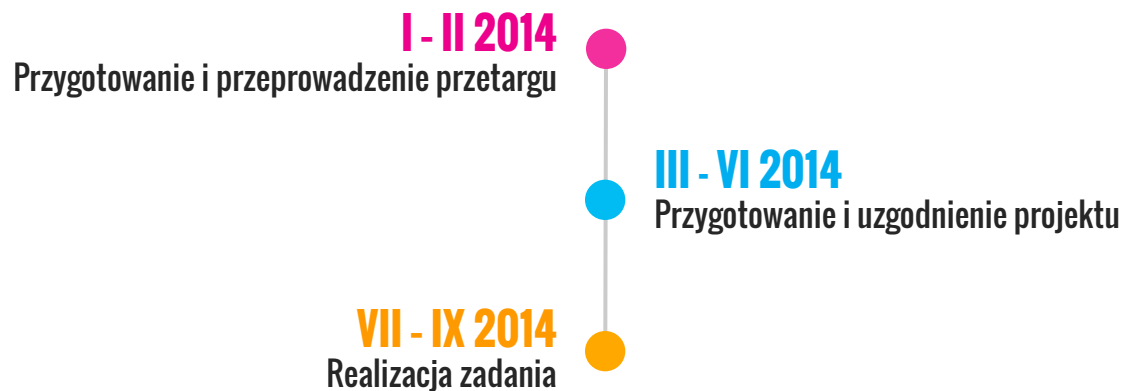 I - II 2014
Przygotowanie i przeprowadzenie przetargu
III - VI 2014
Przygotowanie i uzgodnienie projektu
VII - IX 2014
Realizacja zadania